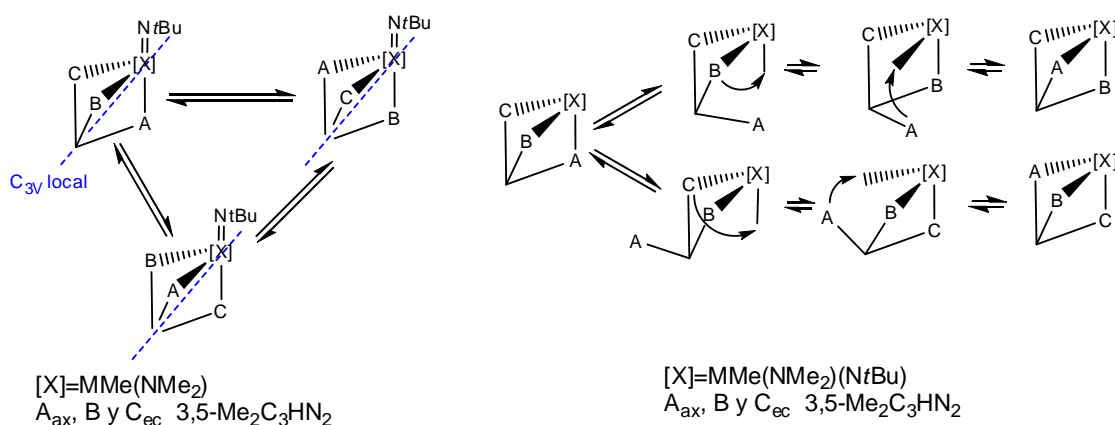 NtBu
[X]
C
B
A
NtBu
[X]
A
C
B
C3V local
NtBu
[X]
B
A
C
[X]=MMe(NMe2)
Aax, B y Cec 3,5-Me2C3HN2
C
[X]
B
A
C
[X]
B
A
C
[X]
B
A
C
[X]
A
B
C
[X]
B
A
[X]
A
B
C
A
[X]
B
C
[X]=MMe(NMe2)(NtBu)
Aax, B y Cec 3,5-Me2C3HN2